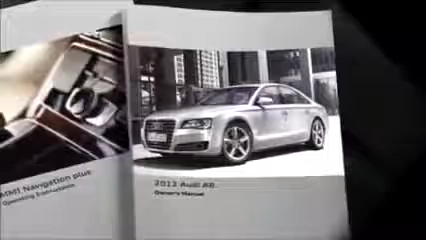 MMI Navigation plus
Operating Instructions
2013 Audi A8
Owner's Manual